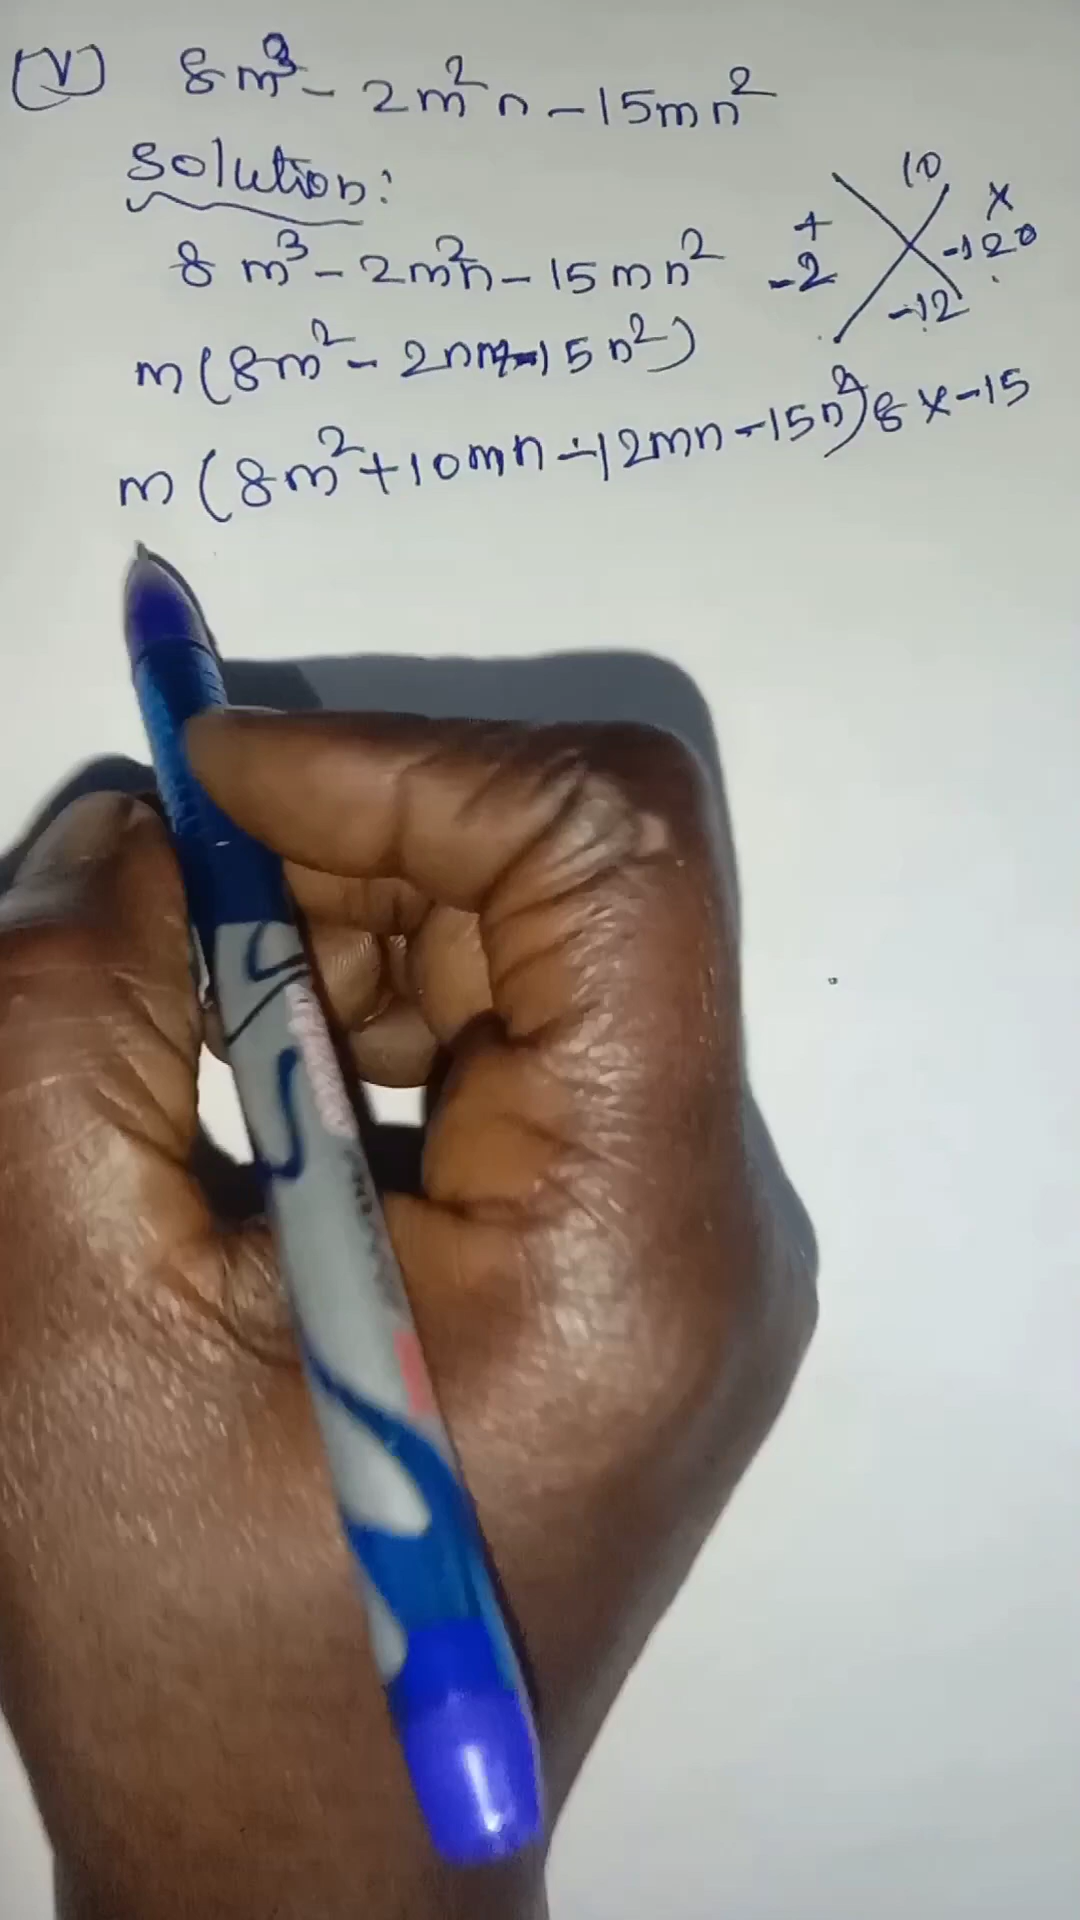 (V) 8m³ - 2m²n - 15mn²
Solution:
8m³ - 2m²n - 15mn²
m(8m² - 2nm - 15n²)
m(8m² + 10mn - 12mn - 15n²)
10
+ ×
-2 -120
-12
8 × -15